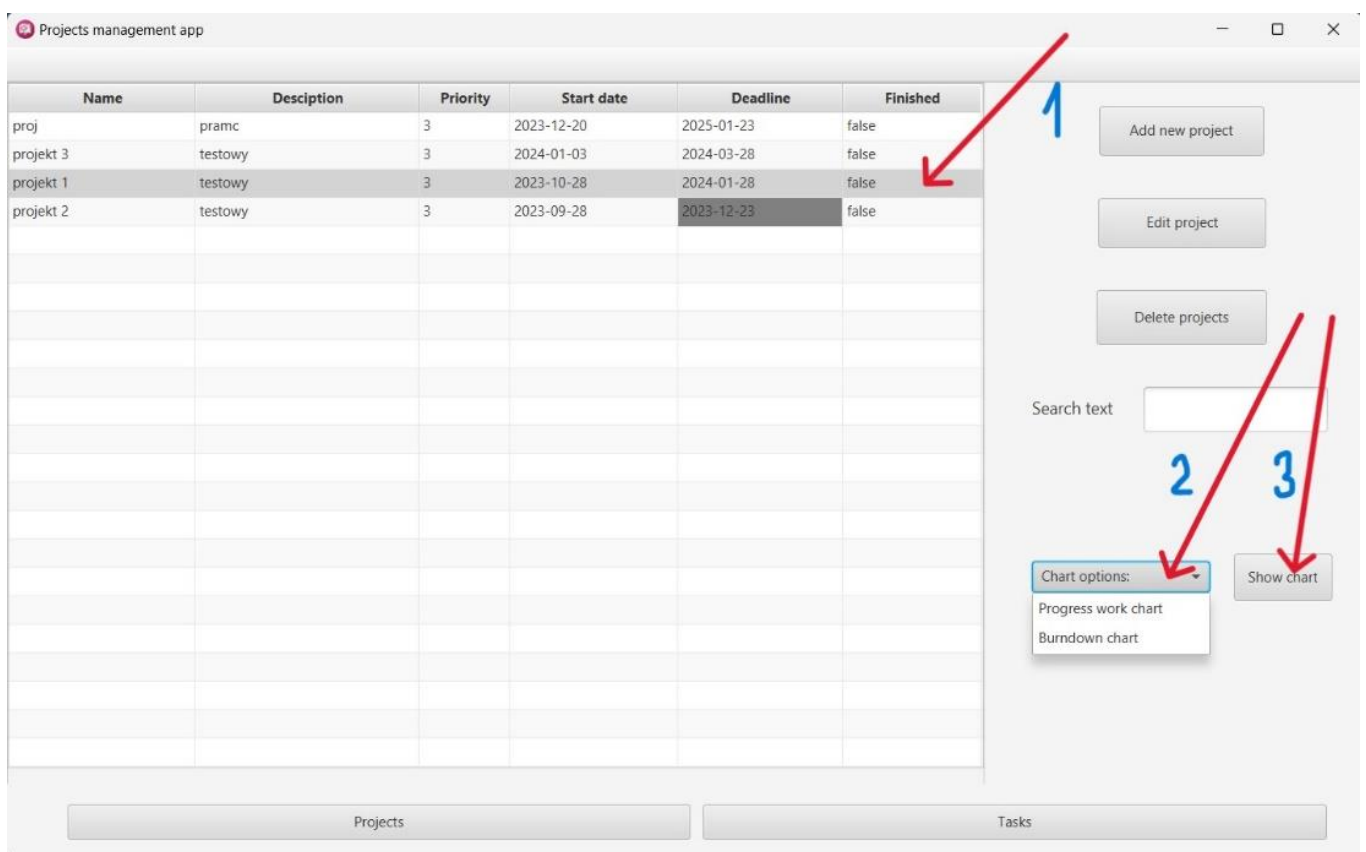 Projects management app
Name Desciption Priority Start date Deadline Finished
proj pramc 3 2023-12-20 2025-01-23 false
projekt 3 testowy 3 2024-01-03 2024-03-28 false
projekt 1 testowy 3 2023-10-28 2024-01-28 false
projekt 2 testowy 3 2023-09-28 2023-12-23 false
1
Add new project
Edit project
Delete projects
Search text
2 3
Chart options: Show chart
Progress work chart
Burndown chart
Projects Tasks